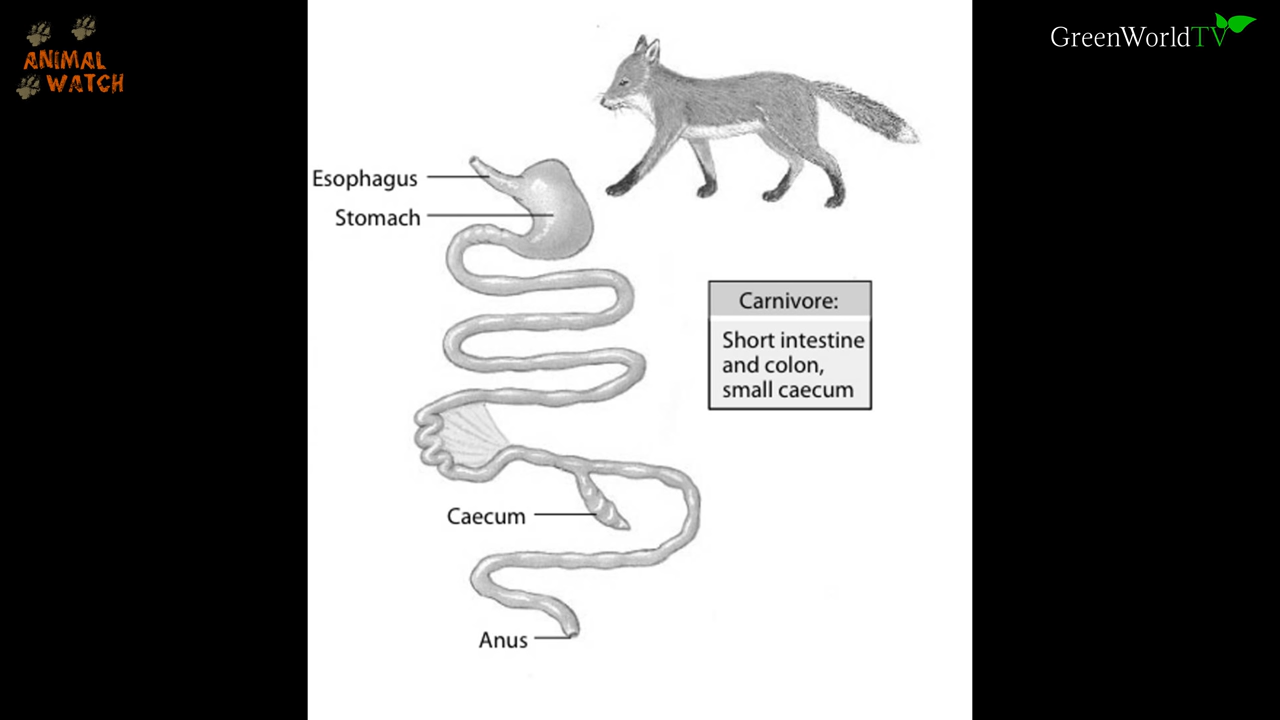 ANIMAL
WATCH
GreenWorldTV
Esophagus
Stomach
Carnivore:
Short intestine
and colon,
small caecum
Caecum
Anus